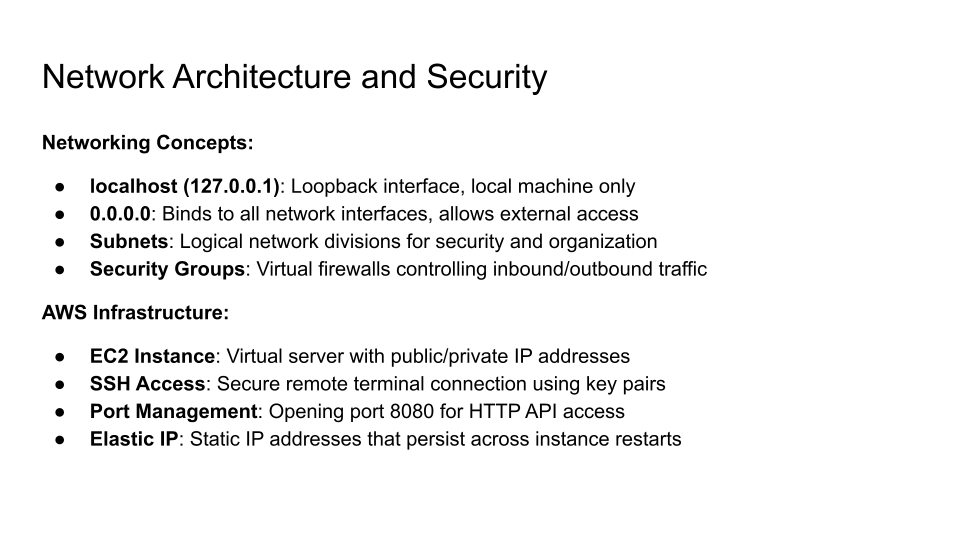 Network Architecture and Security
Networking Concepts:
● localhost (127.0.0.1): Loopback interface, local machine only
● 0.0.0.0: Binds to all network interfaces, allows external access
● Subnets: Logical network divisions for security and organization
● Security Groups: Virtual firewalls controlling inbound/outbound traffic
AWS Infrastructure:
● EC2 Instance: Virtual server with public/private IP addresses
● SSH Access: Secure remote terminal connection using key pairs
● Port Management: Opening port 8080 for HTTP API access
● Elastic IP: Static IP addresses that persist across instance restarts